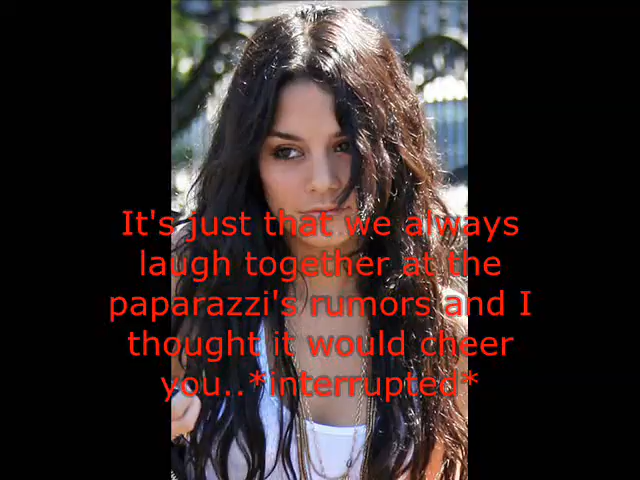 It's just that we always
laugh together at the
paparazzi's rumors and I
thought it would cheer
you..*interrupted*